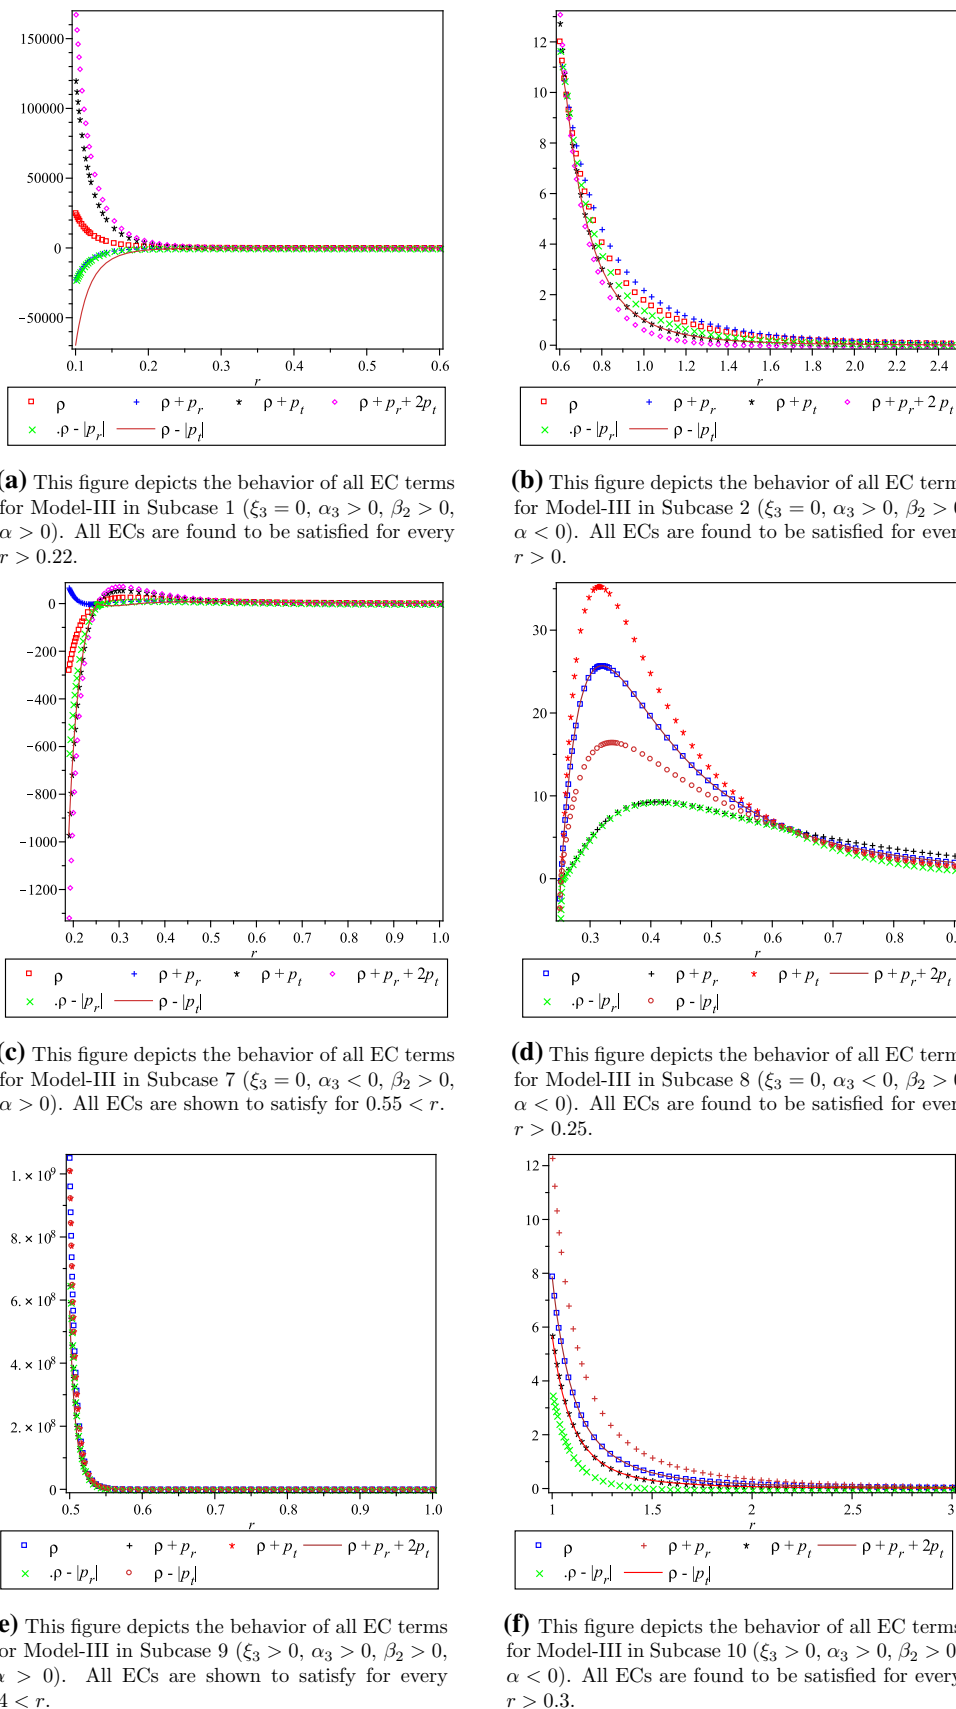 150000
100000
50000
0
−50000
0.1 0.2 0.3 0.4 0.5 0.6
r
ρ ρ + p_r ρ + p_t ρ + p_r + 2p_t
.ρ - |p_r| ρ - |p_t|
(a) This figure depicts the behavior of all EC terms
for Model-III in Subcase 1 (ξ₃ = 0, α₃ > 0, β₂ > 0,
α > 0). All ECs are found to be satisfied for every
r > 0.22.
12
10
8
6
4
2
0
0.6 0.8 1.0 1.2 1.4 1.6 1.8 2.0 2.2 2.4
r
ρ ρ + p_r ρ + p_t ρ + p_r + 2 p_t
.ρ - |p_r| ρ - |p_t|
(b) This figure depicts the behavior of all EC term
for Model-III in Subcase 2 (ξ₃ = 0, α₃ > 0, β₂ > 0
α < 0). All ECs are found to be satisfied for ever
r > 0.
0
−200
−400
−600
−800
−1000
−1200
0.2 0.3 0.4 0.5 0.6 0.7 0.8 0.9 1.0
r
ρ ρ + p_r ρ + p_t ρ + p_r + 2p_t
.ρ - |p_r| ρ - |p_t|
(c) This figure depicts the behavior of all EC terms
for Model-III in Subcase 7 (ξ₃ = 0, α₃ < 0, β₂ > 0,
α > 0). All ECs are shown to satisfy for 0.55 < r.
30
20
10
0
0.3 0.4 0.5 0.6 0.7 0.8 0.9
r
ρ ρ + p_r ρ + p_t ρ + p_r + 2p_t
.ρ - |p_r| ρ - |p_t|
(d) This figure depicts the behavior of all EC term
for Model-III in Subcase 8 (ξ₃ = 0, α₃ < 0, β₂ > 0
α < 0). All ECs are found to be satisfied for ever
r > 0.25.
1. × 10⁹
8. × 10⁸
6. × 10⁸
4. × 10⁸
2. × 10⁸
0
0.5 0.6 0.7 0.8 0.9 1.0
r
ρ ρ + p_r ρ + p_t ρ + p_r + 2p_t
.ρ - |p_r| ρ - |p_t|
e) This figure depicts the behavior of all EC terms
or Model-III in Subcase 9 (ξ₃ > 0, α₃ > 0, β₂ > 0,
α > 0). All ECs are shown to satisfy for every
4 < r.
12
10
8
6
4
2
0
1 1.5 2 2.5 3
r
ρ ρ + p_r ρ + p_t ρ + p_r + 2p_t
.ρ - |p_r| ρ - |p_t|
(f) This figure depicts the behavior of all EC terms
for Model-III in Subcase 10 (ξ₃ > 0, α₃ > 0, β₂ > 0
α < 0). All ECs are found to be satisfied for every
r > 0.3.